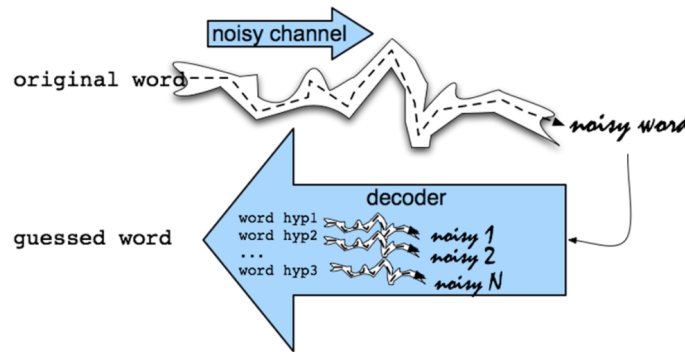 noisy channel
original word
noisy word
decoder
word hyp1
noisy 1
word hyp2
noisy 2
...
word hyp3
noisy N
guessed word